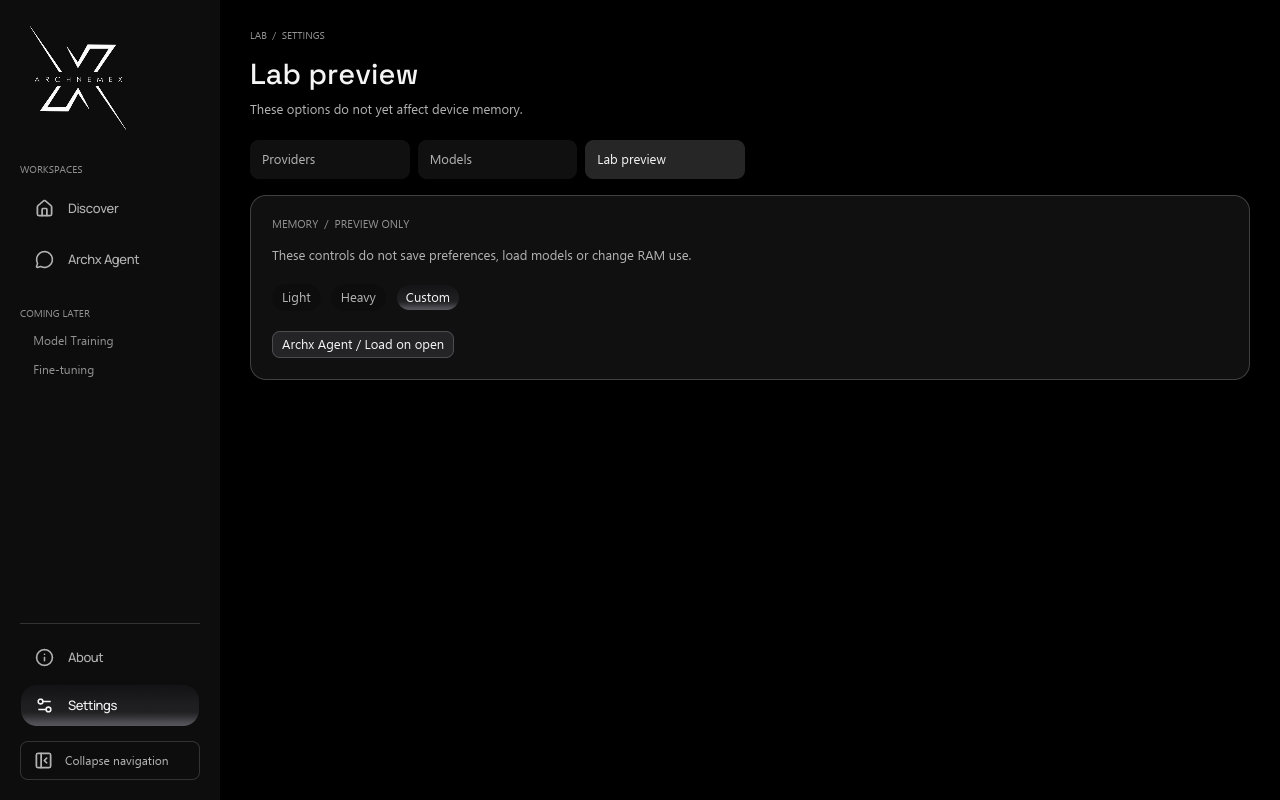 ARCHNEMEX
WORKSPACES
Discover
Archx Agent
COMING LATER
Model Training
Fine-tuning
About
Settings
Collapse navigation
LAB / SETTINGS
Lab preview
These options do not yet affect device memory.
Providers
Models
Lab preview
MEMORY / PREVIEW ONLY
These controls do not save preferences, load models or change RAM use.
Light
Heavy
Custom
Archx Agent / Load on open